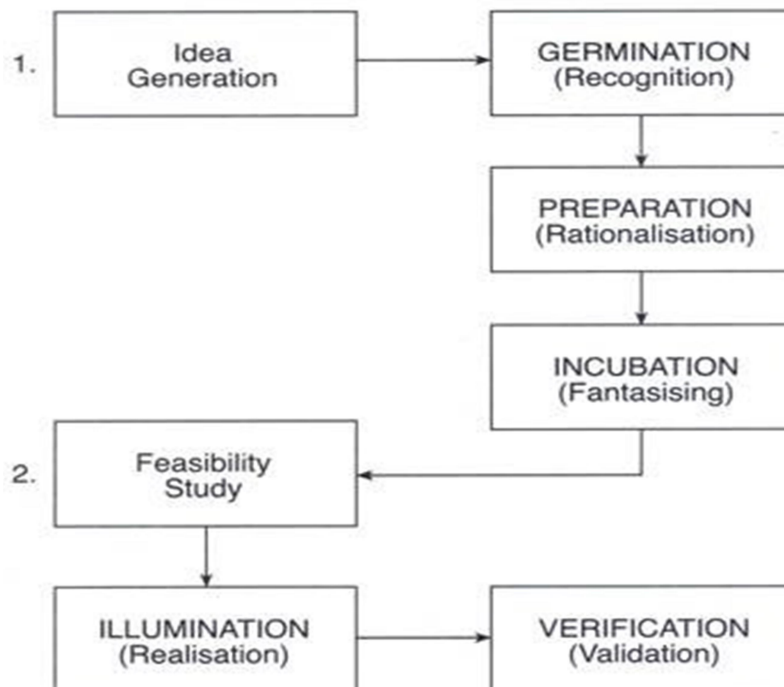 1.
Idea
Generation
GERMINATION
(Recognition)
PREPARATION
(Rationalisation)
INCUBATION
(Fantasising)
2.
Feasibility
Study
ILLUMINATION
(Realisation)
VERIFICATION
(Validation)